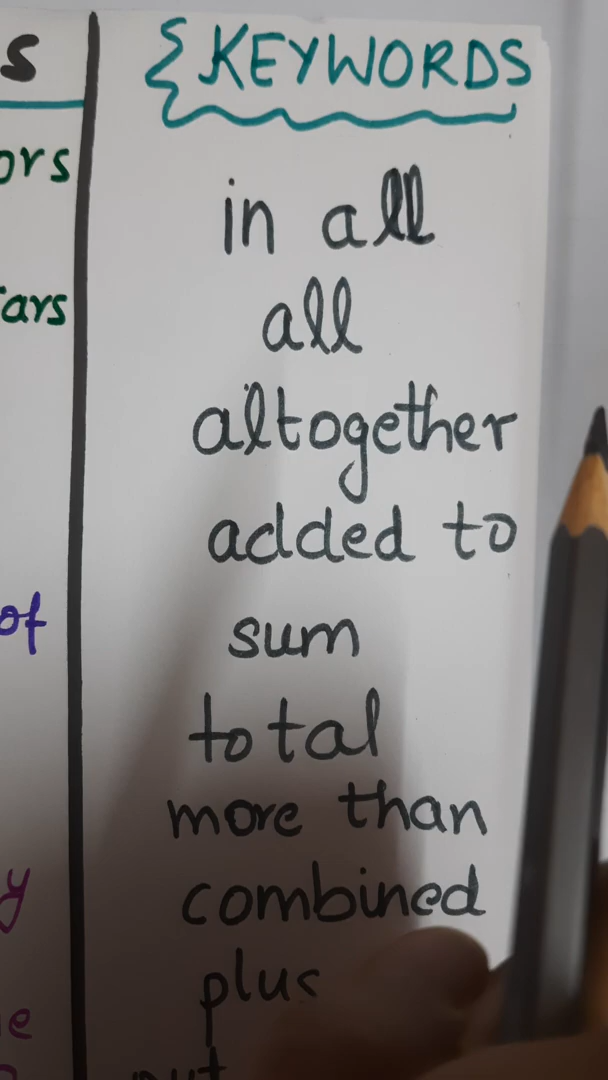 s
KEYWORDS
ors
in all
ars
all
altogether
added to
of
sum
total
more than
y
combined
plus
e